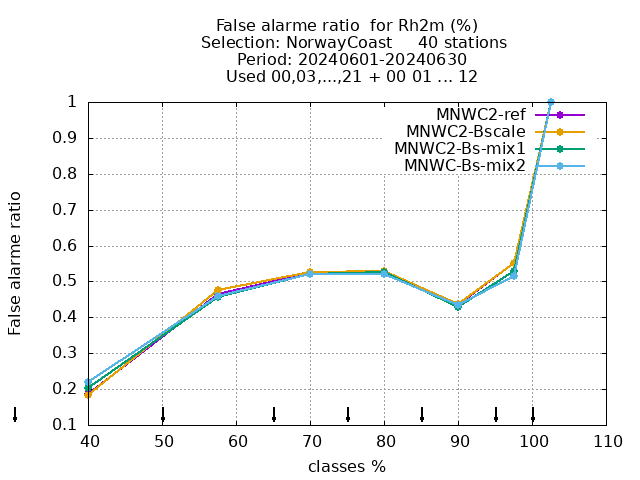 False alarme ratio  for Rh2m (%)
Selection: NorwayCoast     40 stations
Period: 20240601-20240630
Used 00,03,...,21 + 00 01 ... 12
MNWC2-ref
MNWC2-Bscale
MNWC2-Bs-mix1
MNWC-Bs-mix2
False alarme ratio
1
0.9
0.8
0.7
0.6
0.5
0.4
0.3
0.2
0.1
40 50 60 70 80 90 100 110
classes %